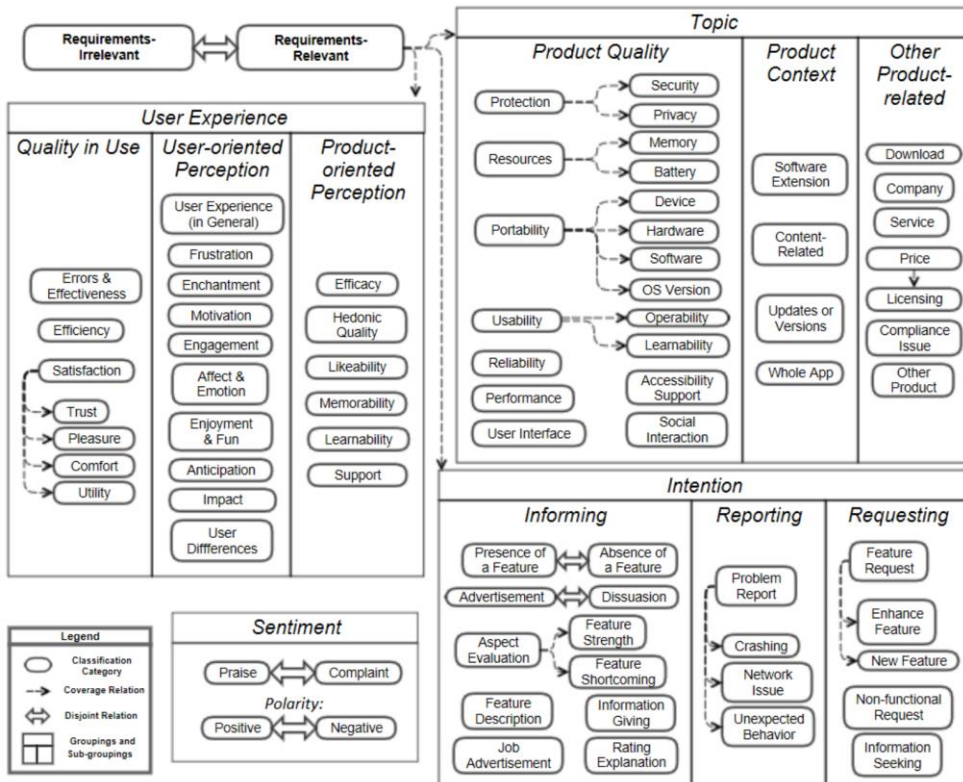 Requirements-
Irrelevant
Requirements-
Relevant
Topic
Product Quality
Protection
Security
Privacy
Resources
Memory
Battery
Portability
Device
Hardware
Software
OS Version
Usability
Operability
Learnability
Reliability
Performance
User Interface
Accessibility
Support
Social
Interaction
Product
Context
Software
Extension
Content-
Related
Updates or
Versions
Whole App
Other
Product-
related
Download
Company
Service
Price
Licensing
Compliance
Issue
Other
Product
User Experience
Quality in Use
Errors &
Effectiveness
Efficiency
Satisfaction
Trust
Pleasure
Comfort
Utility
User-oriented
Perception
User Experience
(in General)
Frustration
Enchantment
Motivation
Engagement
Affect &
Emotion
Enjoyment
& Fun
Anticipation
Impact
User
Diffferences
Product-
oriented
Perception
Efficacy
Hedonic
Quality
Likeability
Memorability
Learnability
Support
Intention
Informing
Presence of
a Feature
Absence of
a Feature
Advertisement
Dissuasion
Aspect
Evaluation
Feature
Strength
Feature
Shortcoming
Feature
Description
Information
Giving
Job
Advertisement
Rating
Explanation
Reporting
Problem
Report
Crashing
Network
Issue
Unexpected
Behavior
Requesting
Feature
Request
Enhance
Feature
New Feature
Non-functional
Request
Information
Seeking
Legend
Classification
Category
Coverage Relation
Disjoint Relation
Groupings and
Sub-groupings
Sentiment
Praise
Complaint
Polarity:
Positive
Negative